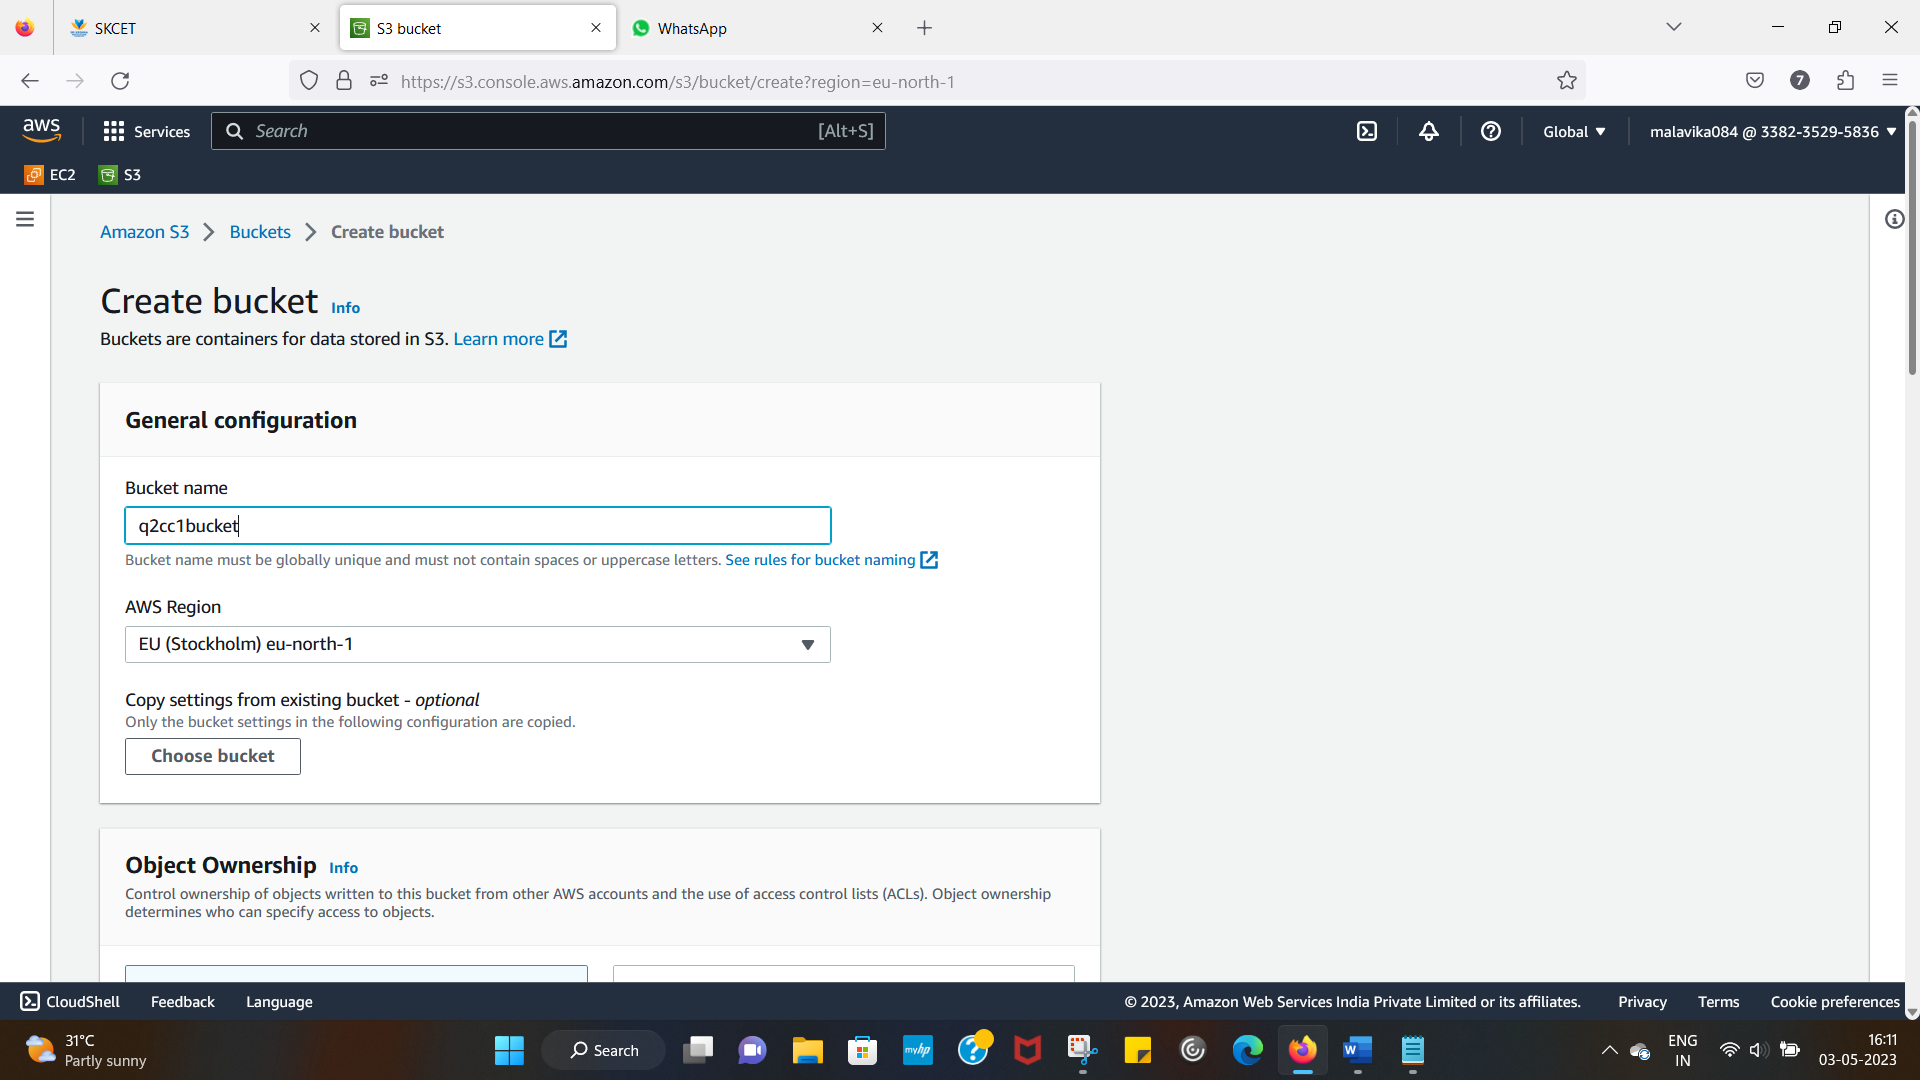 SKCET
S3 bucket
WhatsApp
7
https://s3.console.aws.amazon.com/s3/bucket/create?region=eu-north-1
aws
Services
Search
[Alt+S]
Global
malavika084 @ 3382-3529-5836
EC2
S3
Amazon S3
Buckets
Create bucket
Create bucket Info
Buckets are containers for data stored in S3. Learn more
General configuration
Bucket name
q2cc1bucket
Bucket name must be globally unique and must not contain spaces or uppercase letters. See rules for bucket naming
AWS Region
EU (Stockholm) eu-north-1
Copy settings from existing bucket - optional
Only the bucket settings in the following configuration are copied.
Choose bucket
Object Ownership Info
Control ownership of objects written to this bucket from other AWS accounts and the use of access control lists (ACLs). Object ownership
determines who can specify access to objects.
CloudShell
Feedback
Language
© 2023, Amazon Web Services India Private Limited or its affiliates.
Privacy
Terms
Cookie preferences
31°C
Partly sunny
Search
myhp
ENG
IN
16:11
03-05-2023